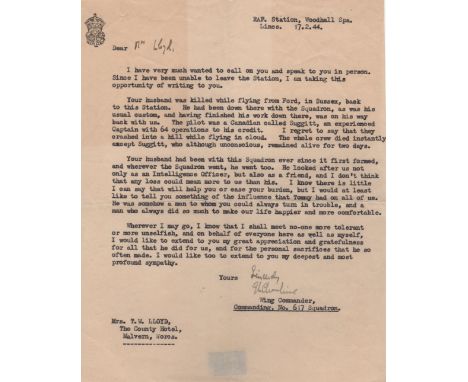 RAF. Station, Woodhall Spa.
Lincs. 17.2.44.
Dear Mrs Lloyd,
I have very much wanted to call on you and speak to you in person.
Since I have been unable to leave the Station, I am taking this
opportunity of writing to you.
Your husband was killed while flying from Ford, in Sussex, back
to this Station. He had been down there with the Squadron, as was his
usual custom, and having finished his work down there, was on his way
back with us. The pilot was a Canadian called Suggitt, an experienced
Captain with 64 operations to his credit. I regret to say that they
crashed into a hill while flying in cloud. The whole crew died instantly
except Suggitt, who although unconscious, remained alive for two days.
Your husband had been with this Squadron ever since it first formed,
and wherever the Squadron went, he went too. He looked after us not
only as an Intelligence Officer, but also as a friend, and I don't think
that any loss could mean more to us than his. I know there is little
I can say that will help you or ease your burden, but I would at least
like to tell you something of the influence that Tommy had on all of us.
He was somehow a man to whom you could always turn in trouble, and a
man who always did so much to make our life happier and more comfortable.
Wherever I may go, I know that I shall meet no-one more tolerant
or more unselfish, and on behalf of everyone here as well as myself,
I would like to extend to you my great appreciation and gratefulness
for all that he did for us, and for the personal sacrifices that he so
often made. I would like too to extend to you my deepest and most
profound sympathy.
Yours Sincerely
Wing Commander,
Commanding, No. 617 Squadron.
Mrs. T.W. LLOYD,
The County Hotel,
Malvern, Worcs.